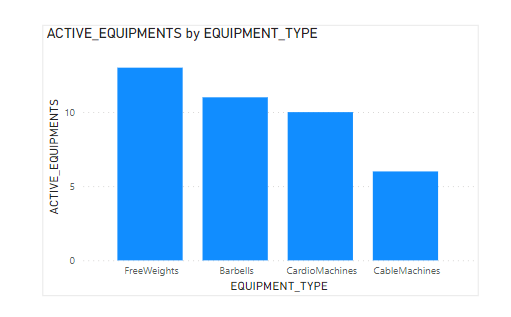 ACTIVE_EQUIPMENTS by EQUIPMENT_TYPE
ACTIVE_EQUIPMENTS
10
5
0
FreeWeights
Barbells
CardioMachines
CableMachines
EQUIPMENT_TYPE